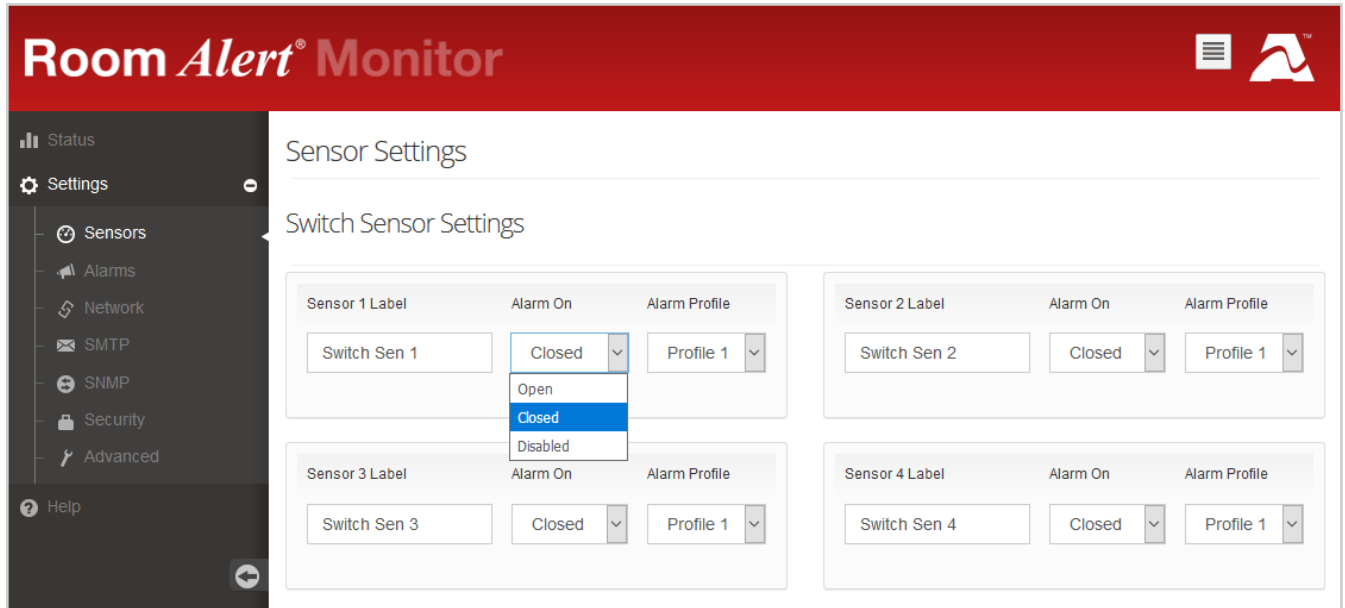 Room Alert® Monitor
TM
Status
Settings
Sensors
Alarms
Network
SMTP
SNMP
Security
Advanced
Help
Sensor Settings
Switch Sensor Settings
Sensor 1 Label Alarm On Alarm Profile
Switch Sen 1 Closed Profile 1
Open
Closed
Disabled
Sensor 2 Label Alarm On Alarm Profile
Switch Sen 2 Closed Profile 1
Sensor 3 Label Alarm On Alarm Profile
Switch Sen 3 Closed Profile 1
Sensor 4 Label Alarm On Alarm Profile
Switch Sen 4 Closed Profile 1